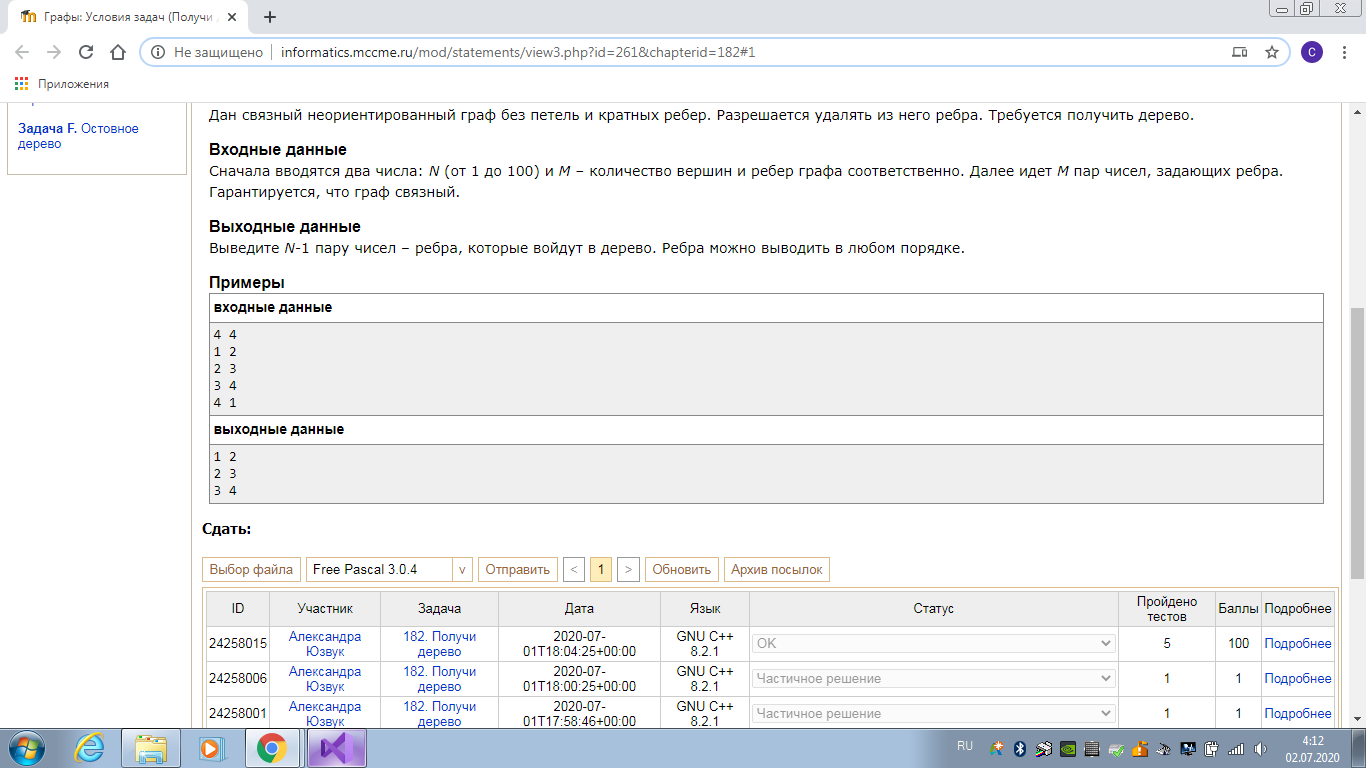 Графы: Условия задач (Получи
Не защищено
informatics.mccme.ru/mod/statements/view3.php?id=261&chapterid=182#1
C
Приложения
Задача F. Остовное
дерево
Дан связный неориентированный граф без петель и кратных ребер. Разрешается удалять из него ребра. Требуется получить дерево.
Входные данные
Сначала вводятся два числа: N (от 1 до 100) и M – количество вершин и ребер графа соответственно. Далее идет M пар чисел, задающих ребра.
Гарантируется, что граф связный.
Выходные данные
Выведите N-1 пару чисел – ребра, которые войдут в дерево. Ребра можно выводить в любом порядке.
Примеры
входные данные
4 4
1 2
2 3
3 4
4 1
выходные данные
1 2
2 3
3 4
Сдать:
Выбор файла Free Pascal 3.0.4 v Отправить < 1 > Обновить Архив посылок
ID Участник Задача Дата Язык Статус Пройдено тестов Баллы Подробнее
24258015 Александра Юзвук 182. Получи дерево 2020-07-01T18:04:25+00:00 GNU C++ 8.2.1 OK 5 100 Подробнее
24258006 Александра Юзвук 182. Получи дерево 2020-07-01T18:00:25+00:00 GNU C++ 8.2.1 Частичное решение 1 1 Подробнее
24258001 Александра Юзвук 182. Получи дерево 2020-07-01T17:58:46+00:00 GNU C++ 8.2.1 Частичное решение 1 1 Подробнее
RU
4:12
02.07.2020